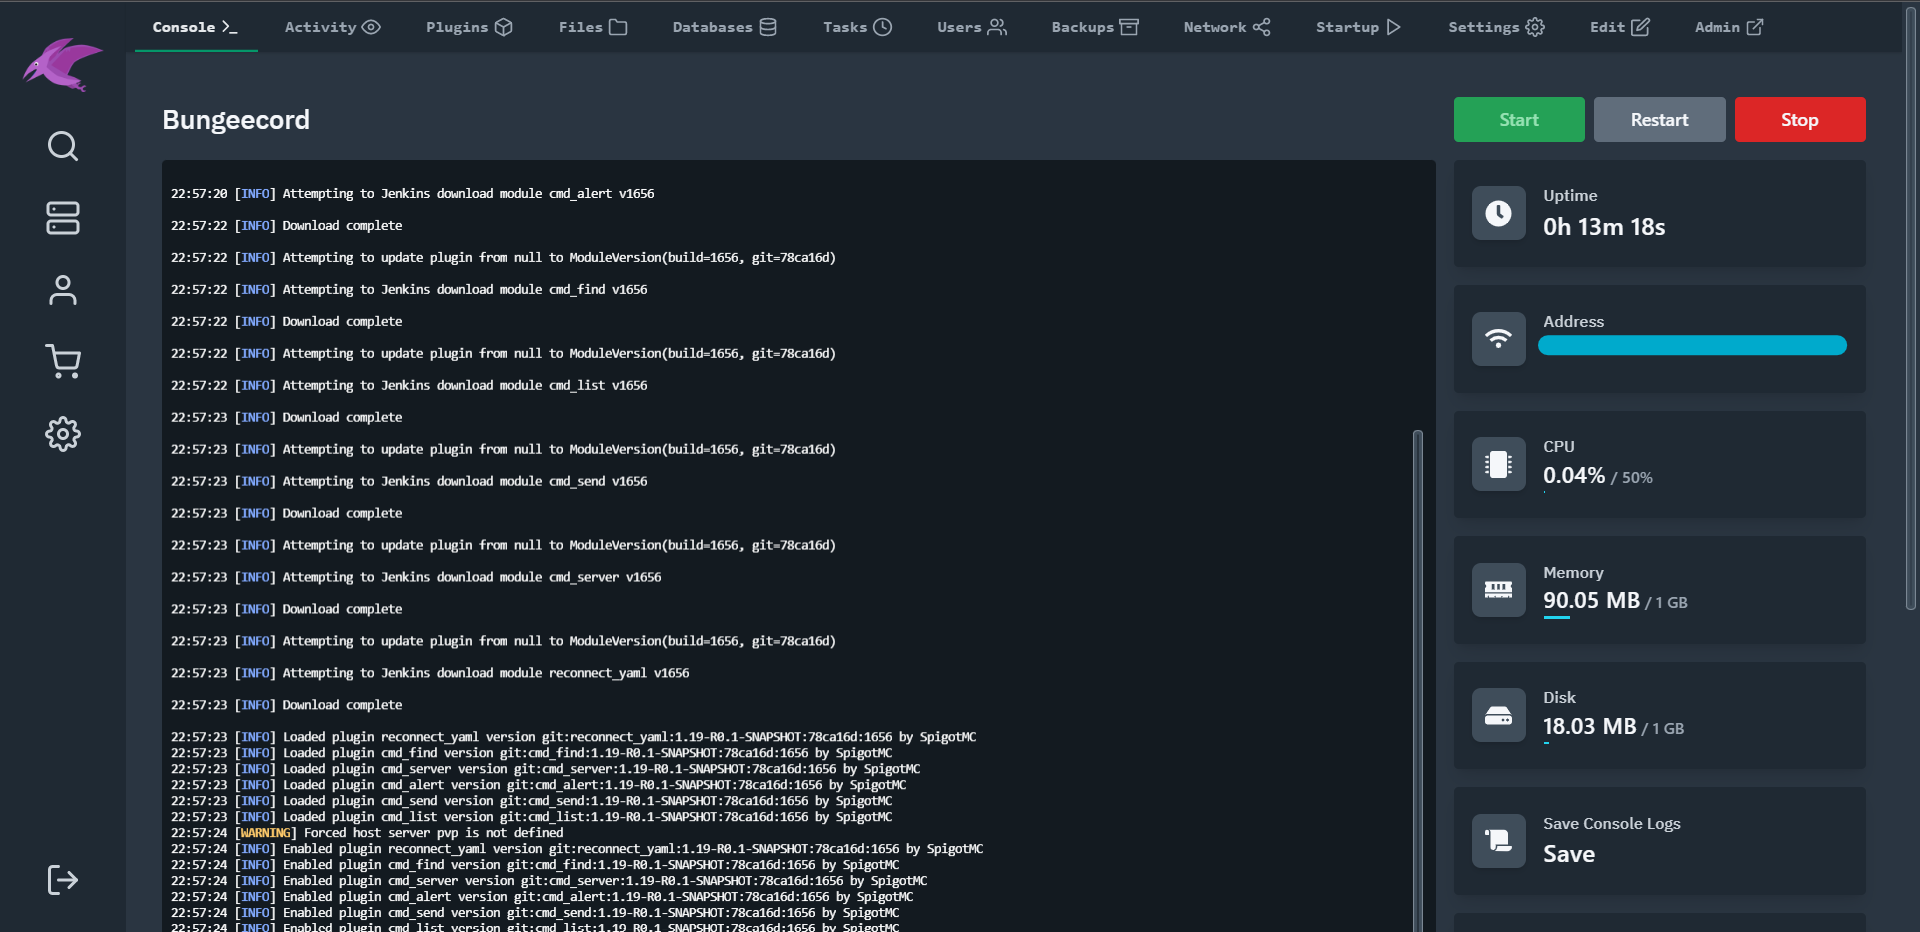 Console
Activity
Plugins
Files
Databases
Tasks
Users
Backups
Network
Startup
Settings
Edit
Admin
Bungeecord
Start
Restart
Stop
22:57:20 [INFO] Attempting to Jenkins download module cmd_alert v1656
22:57:22 [INFO] Download complete
22:57:22 [INFO] Attempting to update plugin from null to ModuleVersion(build=1656, git=78ca16d)
22:57:22 [INFO] Attempting to Jenkins download module cmd_find v1656
22:57:22 [INFO] Download complete
22:57:22 [INFO] Attempting to update plugin from null to ModuleVersion(build=1656, git=78ca16d)
22:57:22 [INFO] Attempting to Jenkins download module cmd_list v1656
22:57:23 [INFO] Download complete
22:57:23 [INFO] Attempting to update plugin from null to ModuleVersion(build=1656, git=78ca16d)
22:57:23 [INFO] Attempting to Jenkins download module cmd_send v1656
22:57:23 [INFO] Download complete
22:57:23 [INFO] Attempting to update plugin from null to ModuleVersion(build=1656, git=78ca16d)
22:57:23 [INFO] Attempting to Jenkins download module cmd_server v1656
22:57:23 [INFO] Download complete
22:57:23 [INFO] Attempting to update plugin from null to ModuleVersion(build=1656, git=78ca16d)
22:57:23 [INFO] Attempting to Jenkins download module reconnect_yaml v1656
22:57:23 [INFO] Download complete
22:57:23 [INFO] Loaded plugin reconnect_yaml version git:reconnect_yaml:1.19-R0.1-SNAPSHOT:78ca16d:1656 by SpigotMC
22:57:23 [INFO] Loaded plugin cmd_find version git:cmd_find:1.19-R0.1-SNAPSHOT:78ca16d:1656 by SpigotMC
22:57:23 [INFO] Loaded plugin cmd_server version git:cmd_server:1.19-R0.1-SNAPSHOT:78ca16d:1656 by SpigotMC
22:57:23 [INFO] Loaded plugin cmd_alert version git:cmd_alert:1.19-R0.1-SNAPSHOT:78ca16d:1656 by SpigotMC
22:57:23 [INFO] Loaded plugin cmd_send version git:cmd_send:1.19-R0.1-SNAPSHOT:78ca16d:1656 by SpigotMC
22:57:23 [INFO] Loaded plugin cmd_list version git:cmd_list:1.19-R0.1-SNAPSHOT:78ca16d:1656 by SpigotMC
22:57:24 [WARNING] Forced host server pvp is not defined
22:57:24 [INFO] Enabled plugin reconnect_yaml version git:reconnect_yaml:1.19-R0.1-SNAPSHOT:78ca16d:1656 by SpigotMC
22:57:24 [INFO] Enabled plugin cmd_find version git:cmd_find:1.19-R0.1-SNAPSHOT:78ca16d:1656 by SpigotMC
22:57:24 [INFO] Enabled plugin cmd_server version git:cmd_server:1.19-R0.1-SNAPSHOT:78ca16d:1656 by SpigotMC
22:57:24 [INFO] Enabled plugin cmd_alert version git:cmd_alert:1.19-R0.1-SNAPSHOT:78ca16d:1656 by SpigotMC
22:57:24 [INFO] Enabled plugin cmd_send version git:cmd_send:1.19-R0.1-SNAPSHOT:78ca16d:1656 by SpigotMC
22:57:24 [INFO] Enabled plugin cmd_list version git:cmd_list:1.19-R0.1-SNAPSHOT:78ca16d:1656 by SpigotMC
Uptime
0h 13m 18s
Address
CPU
0.04% / 50%
Memory
90.05 MB / 1 GB
Disk
18.03 MB / 1 GB
Save Console Logs
Save